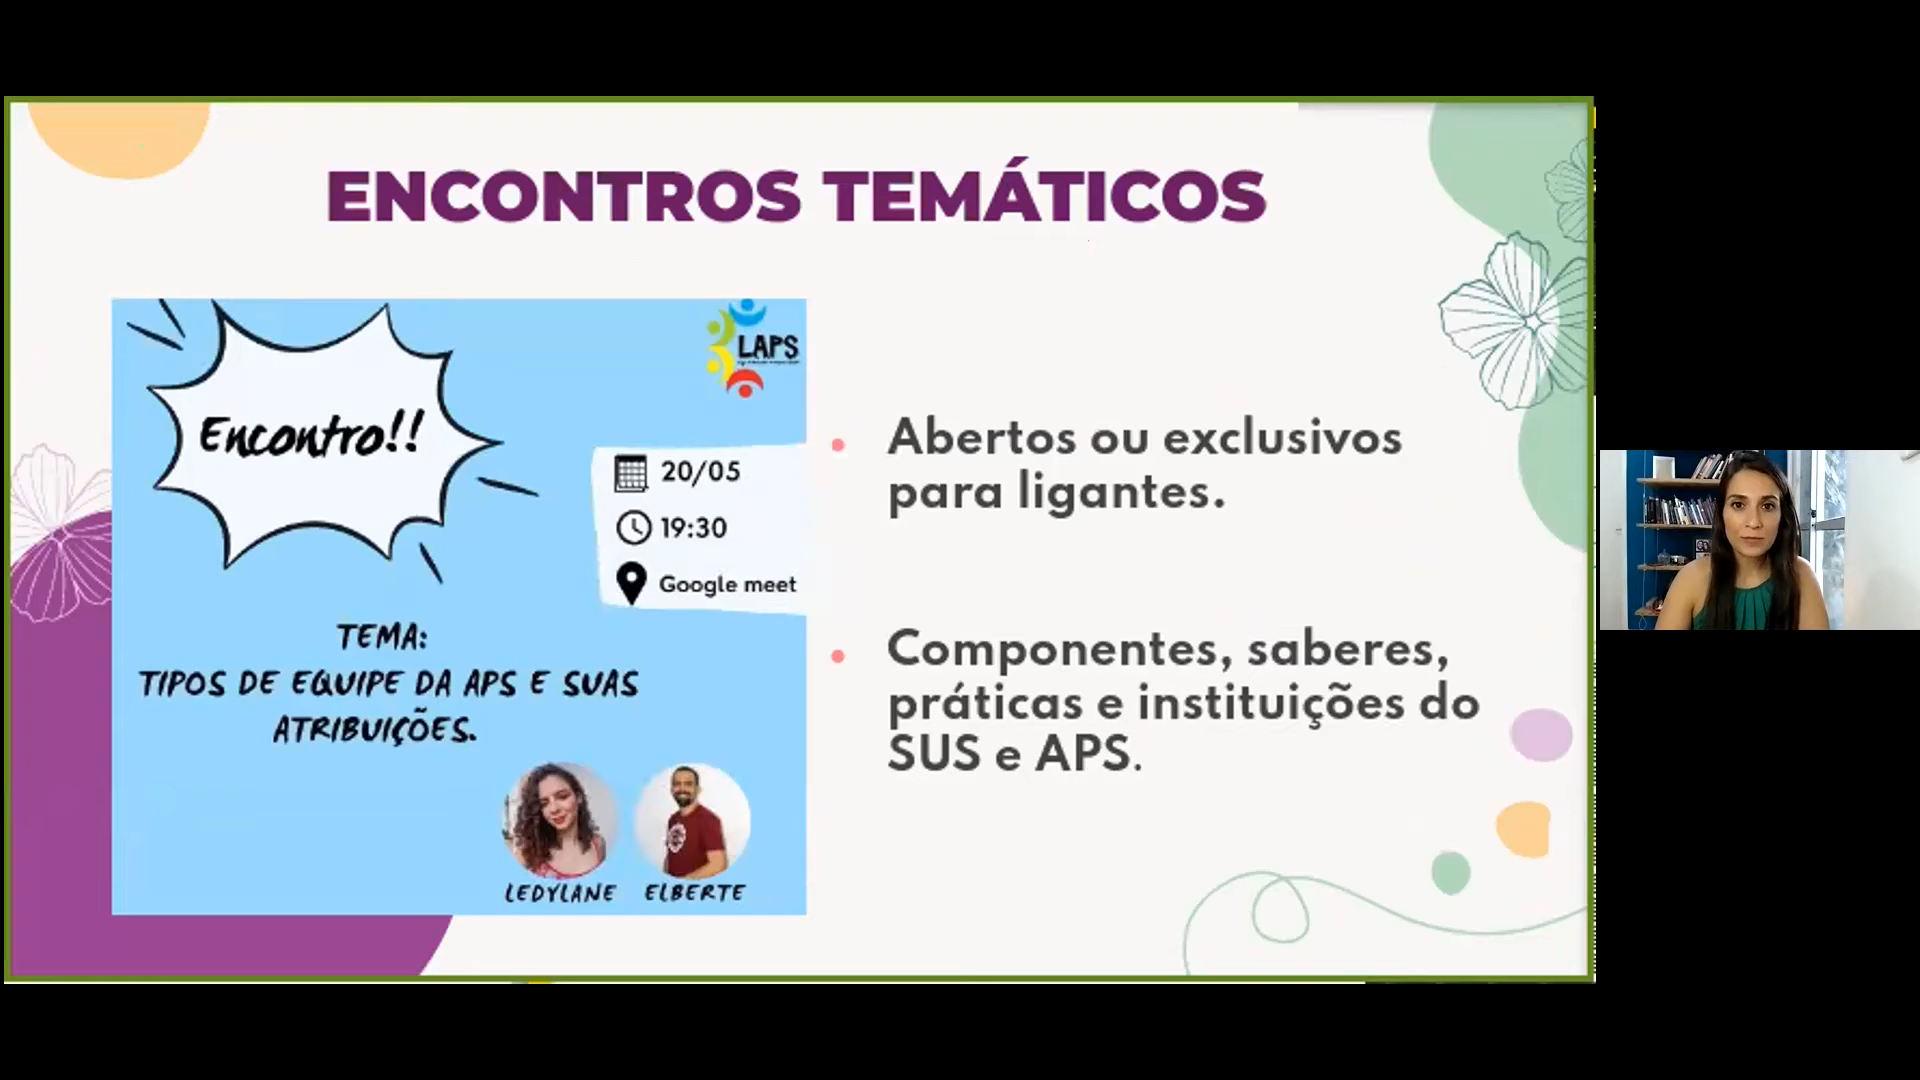 ENCONTROS TEMÁTICOS
LAPS
Encontro!!
20/05
19:30
Google meet
TEMA:
TIPOS DE EQUIPE DA APS E SUAS
ATRIBUIÇÕES.
LEDYLANE
ELBERTE
Abertos ou exclusivos
para ligantes.
Componentes, saberes,
práticas e instituições do
SUS e APS.